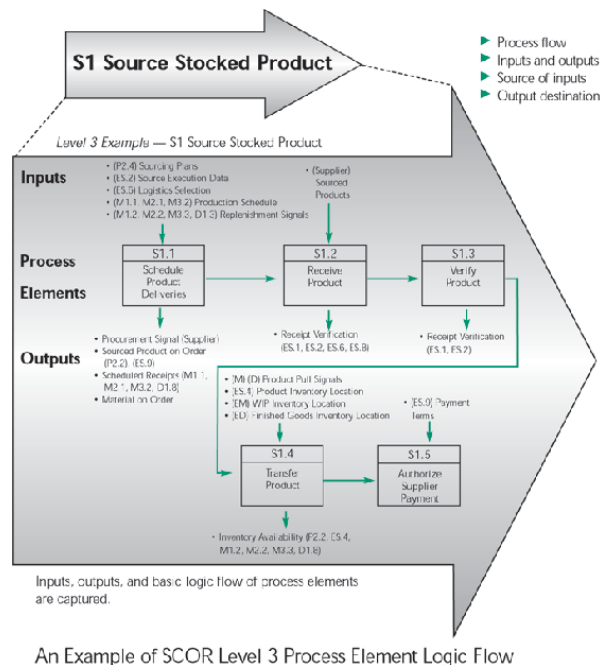 S1 Source Stocked Product
Process flow
Inputs and outputs
Source of inputs
Output destination
Level 3 Example — S1 Source Stocked Product
Inputs
• (P2.4) Sourcing Plans
• (ES.2) Source Execution Data
• (ES.6) Logistics Selection
• (M1.1, M2.1, M3.2) Production Schedule
• (M1.2, M2.2, M3.3, D1.3) Replenishment Signals
• (Supplier)
Sourced
Products
Process
Elements
S1.1
Schedule
Product
Deliveries
S1.2
Receive
Product
S1.3
Verify
Product
Outputs
• Procurement Signal (Supplier)
• Sourced Product on Order
(P2.2), (ES.9)
• Scheduled Receipts (M1.1,
M2.1, M3.2, D1.8)
• Material on Order
• Receipt Verification
(ES.1, ES.2, ES.6, ES.8)
• Receipt Verification
(ES.1, ES.2)
• (M) (D) Product Pull Signals
• (ES.4) Product Inventory Location
• (EM) WIP Inventory Location
• (ED) Finished Goods Inventory Location
• (ES.9) Payment
Terms
S1.4
Transfer
Product
S1.5
Authorize
Supplier
Payment
• Inventory Availability (P2.2, ES.4,
M1.2, M2.2, M3.3, D1.8)
Inputs, outputs, and basic logic flow of process elements
are captured.
An Example of SCOR Level 3 Process Element Logic Flow